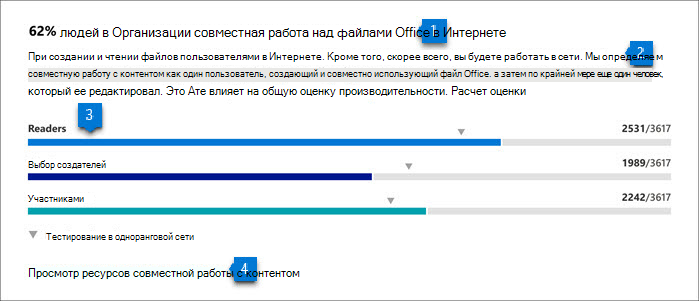 62% людей в Организации совместная работа над файлами Office в Интернете
1
При создании и чтении файлов пользователями в Интернете. Кроме того, скорее всего, вы будете работать в сети. Мы определяем
2
совместную работу с контентом как один пользователь, создающий и совместно использующий файл Office. а затем по крайней мере еще один человек,
который ее редактировал. Это Ате влияет на общую оценку производительности. Расчет оценки
3
Readers 2531/3617
Выбор создателей 1989/3617
Участниками 2242/3617
Тестирование в одноранговой сети
Просмотр ресурсов совместной работы с контентом
4